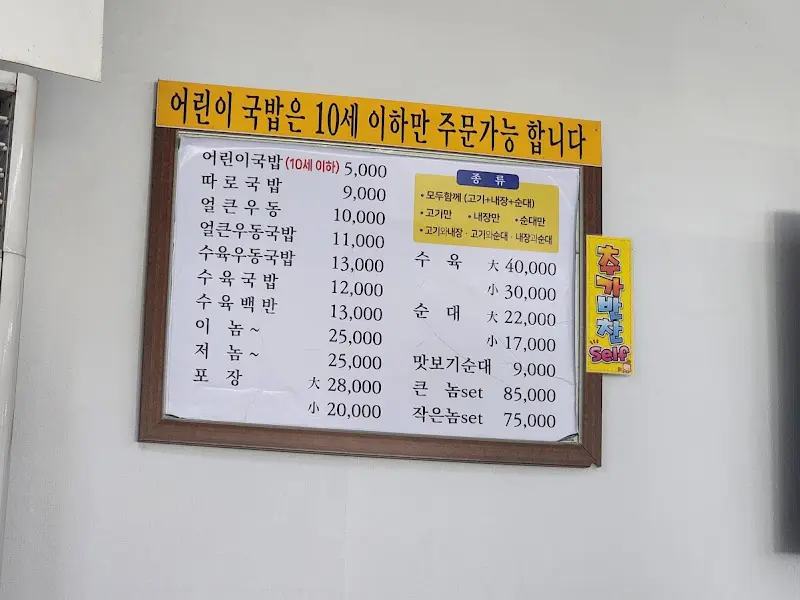 어린이 국밥은 10세 이하만 주문가능 합니다
어린이국밥 (10세 이하) 5,000
따로국밥 9,000
얼큰우동 10,000
얼큰우동국밥 11,000
수육우동국밥 13,000
수육국밥 12,000
수육백반 13,000
이 놈~ 25,000
저 놈~ 25,000
포 장 大 28,000
小 20,000
종 류
• 모두함께 (고기+내장+순대)
• 고기만 • 내장만 • 순대만
• 고기와내장 · 고기와순대 · 내장과순대
수 육 大 40,000
小 30,000
순 대 大 22,000
小 17,000
맛보기순대 9,000
큰 놈set 85,000
작은놈set 75,000
추가반찬
Self